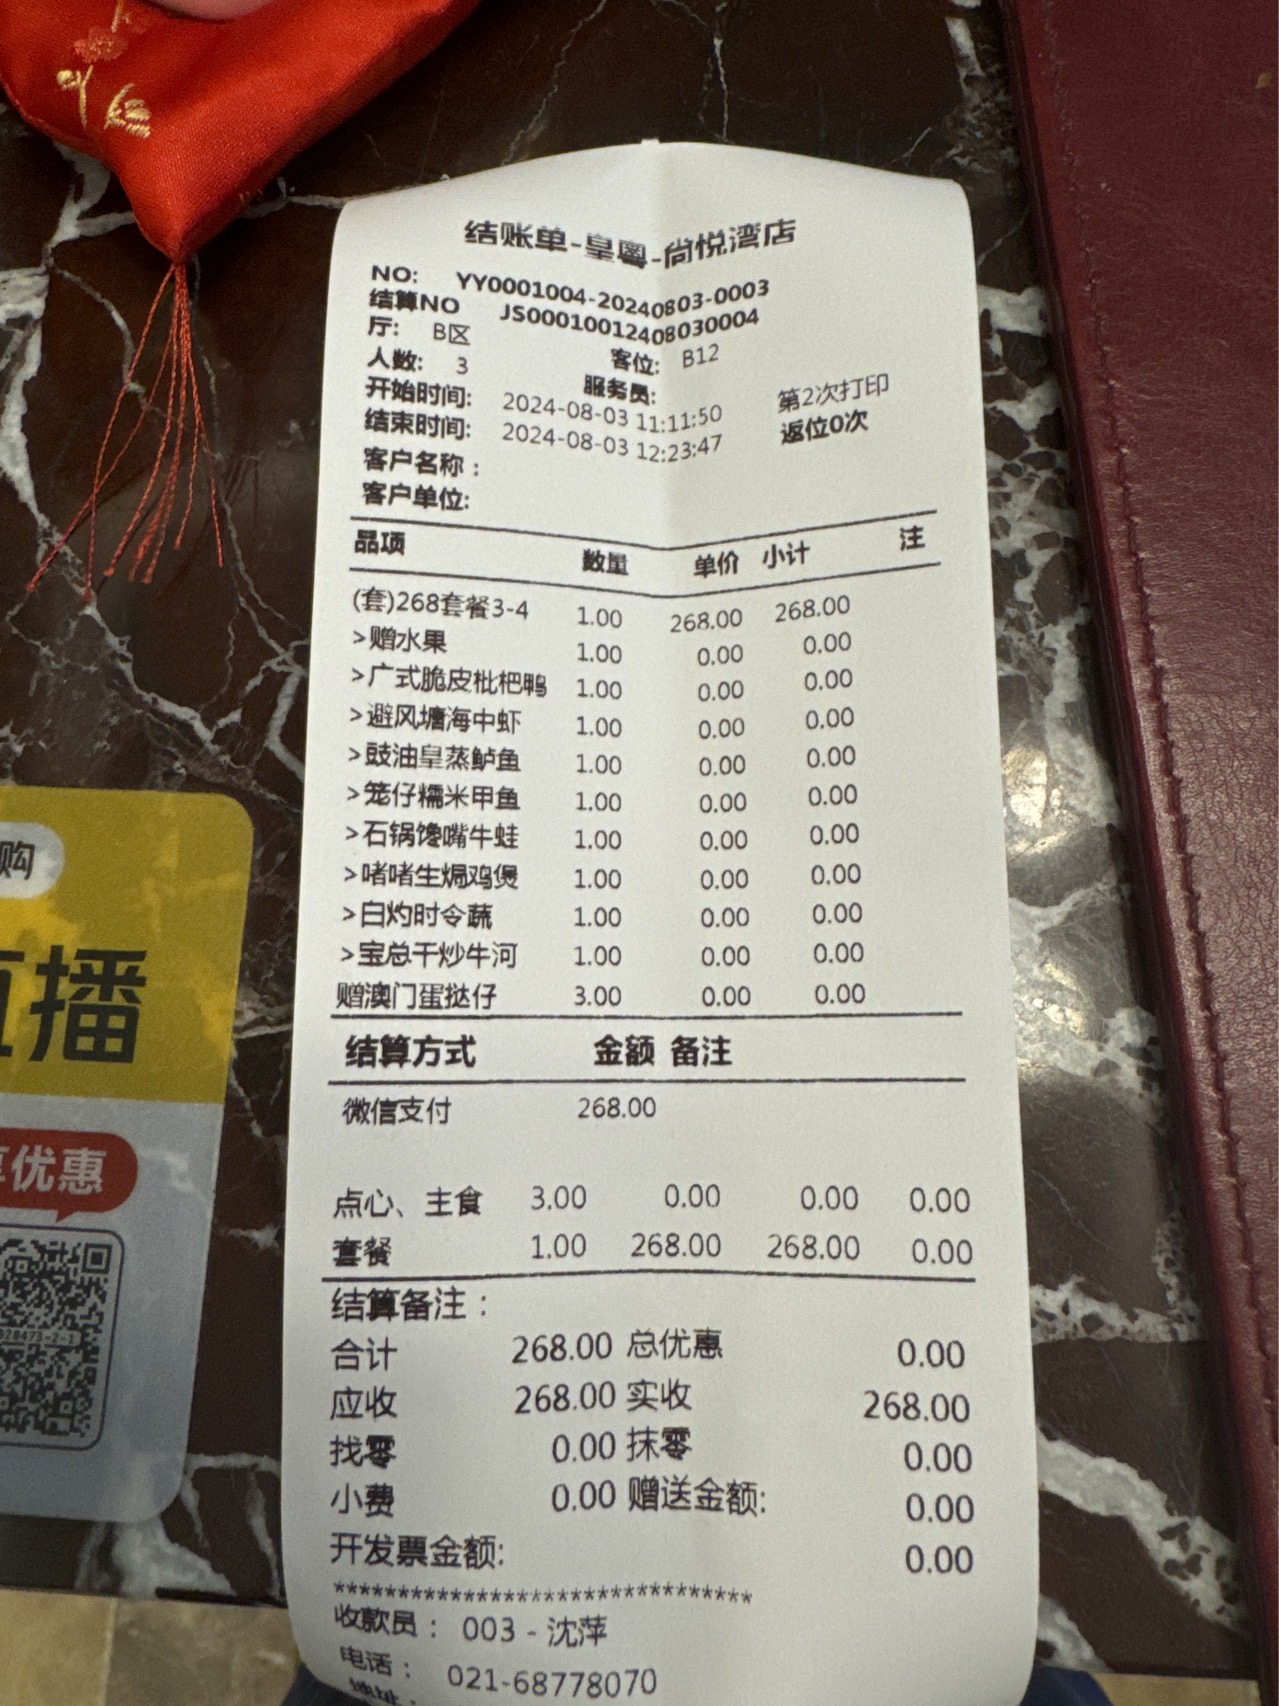 结账单-皇粤-尚悦湾店
NO: YY0001004-20240803-0003
结算NO JS00010012408030004
厅: B区 客位: B12
人数: 3 服务员:
开始时间: 2024-08-03 11:11:50 第2次打印
结束时间: 2024-08-03 12:23:47 返位0次
客户名称:
客户单位:
品项 数量 单价 小计 注
(套)268套餐3-4 1.00 268.00 268.00
>赠水果 1.00 0.00 0.00
>广式脆皮枇杷鸭 1.00 0.00 0.00
>避风塘海中虾 1.00 0.00 0.00
>豉油皇蒸鲈鱼 1.00 0.00 0.00
>笼仔糯米甲鱼 1.00 0.00 0.00
>石锅馋嘴牛蛙 1.00 0.00 0.00
>啫啫生焗鸡煲 1.00 0.00 0.00
>白灼时令蔬 1.00 0.00 0.00
>宝总干炒牛河 1.00 0.00 0.00
赠澳门蛋挞仔 3.00 0.00 0.00
结算方式 金额 备注
微信支付 268.00
点心、主食 3.00 0.00 0.00 0.00
套餐 1.00 268.00 268.00 0.00
结算备注:
合计 268.00 总优惠 0.00
应收 268.00 实收 268.00
找零 0.00 抹零 0.00
小费 0.00 赠送金额: 0.00
开发票金额: 0.00
*********************************
收款员: 003 - 沈萍
电话: 021-68778070
购
直播
享优惠